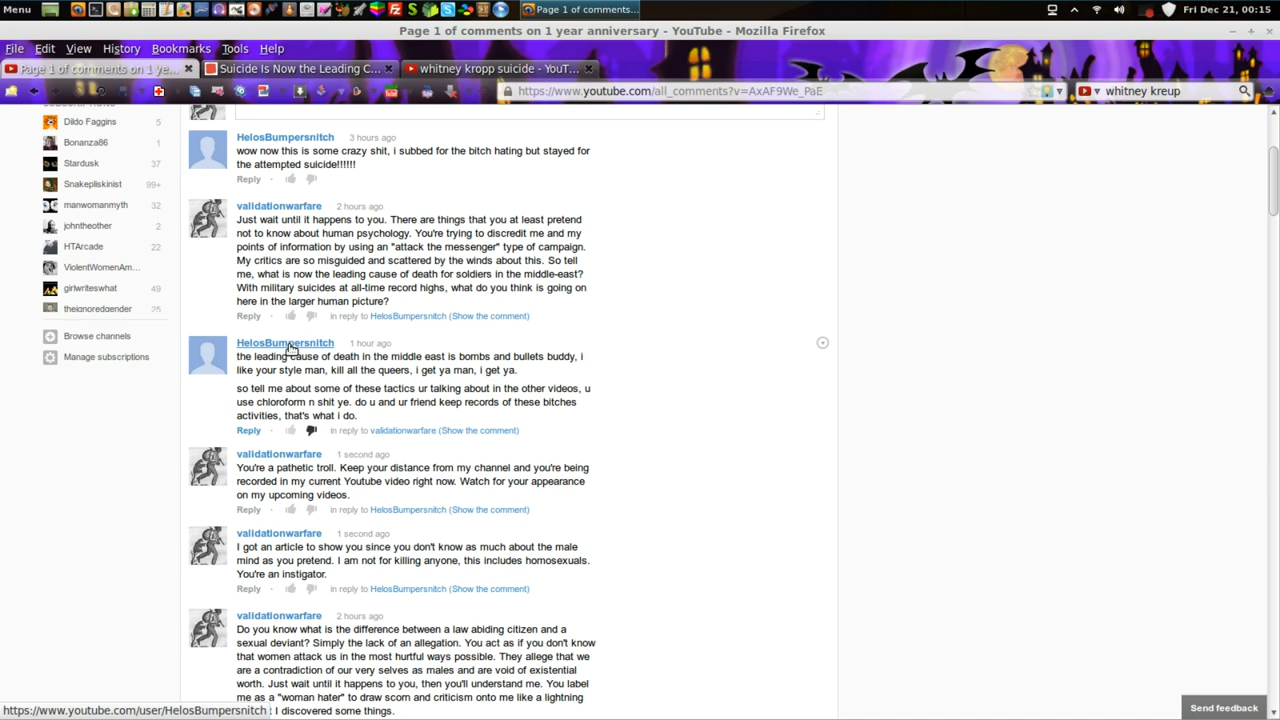 Menu
Page 1 of comments...
Fri Dec 21, 00:15
Page 1 of comments on 1 year anniversary - YouTube - Mozilla Firefox
File Edit View History Bookmarks Tools Help
Page 1 of comments on 1 ye...
Suicide Is Now the Leading C...
whitney kropp suicide - YouT...
https://www.youtube.com/all_comments?v=AxAF9We_PaE
whitney kreup
Dildo Faggins 5
Bonanza86 1
Stardusk 37
Snakepliskinist 99+
manwomanmyth 32
johntheother 2
HTArcade 22
ViolentWomenAm...
girlwriteswhat 49
theignoredgender 25
Browse channels
Manage subscriptions
HelosBumpersnitch 3 hours ago
wow now this is some crazy shit, i subbed for the bitch hating but stayed for
the attempted suicide!!!!!!
Reply ·
validationwarfare 2 hours ago
Just wait until it happens to you. There are things that you at least pretend
not to know about human psychology. You're trying to discredit me and my
points of information by using an "attack the messenger" type of campaign.
My critics are so misguided and scattered by the winds about this. So tell
me, what is now the leading cause of death for soldiers in the middle-east?
With military suicides at all-time record highs, what do you think is going on
here in the larger human picture?
Reply · in reply to HelosBumpersnitch (Show the comment)
HelosBumpersnitch 1 hour ago
the leading cause of death in the middle east is bombs and bullets buddy, i
like your style man, kill all the queers, i get ya man, i get ya.
so tell me about some of these tactics ur talking about in the other videos, u
use chloroform n shit ye. do u and ur friend keep records of these bitches
activities, that's what i do.
Reply · in reply to validationwarfare (Show the comment)
validationwarfare 1 second ago
You're a pathetic troll. Keep your distance from my channel and you're being
recorded in my current Youtube video right now. Watch for your appearance
on my upcoming videos.
Reply · in reply to HelosBumpersnitch (Show the comment)
validationwarfare 1 second ago
I got an article to show you since you don't know as much about the male
mind as you pretend. I am not for killing anyone, this includes homosexuals.
You're an instigator.
Reply · in reply to HelosBumpersnitch (Show the comment)
validationwarfare 2 hours ago
Do you know what is the difference between a law abiding citizen and a
sexual deviant? Simply the lack of an allegation. You act as if you don't know
that women attack us in the most hurtful ways possible. They allege that we
are a contradiction of our very selves as males and are void of existential
worth. Just wait until it happens to you, then you'll understand me. You label
me as a "woman hater" to draw scorn and criticism onto me like a lightning
I discovered some things.
https://www.youtube.com/user/HelosBumpersnitch
Send feedback